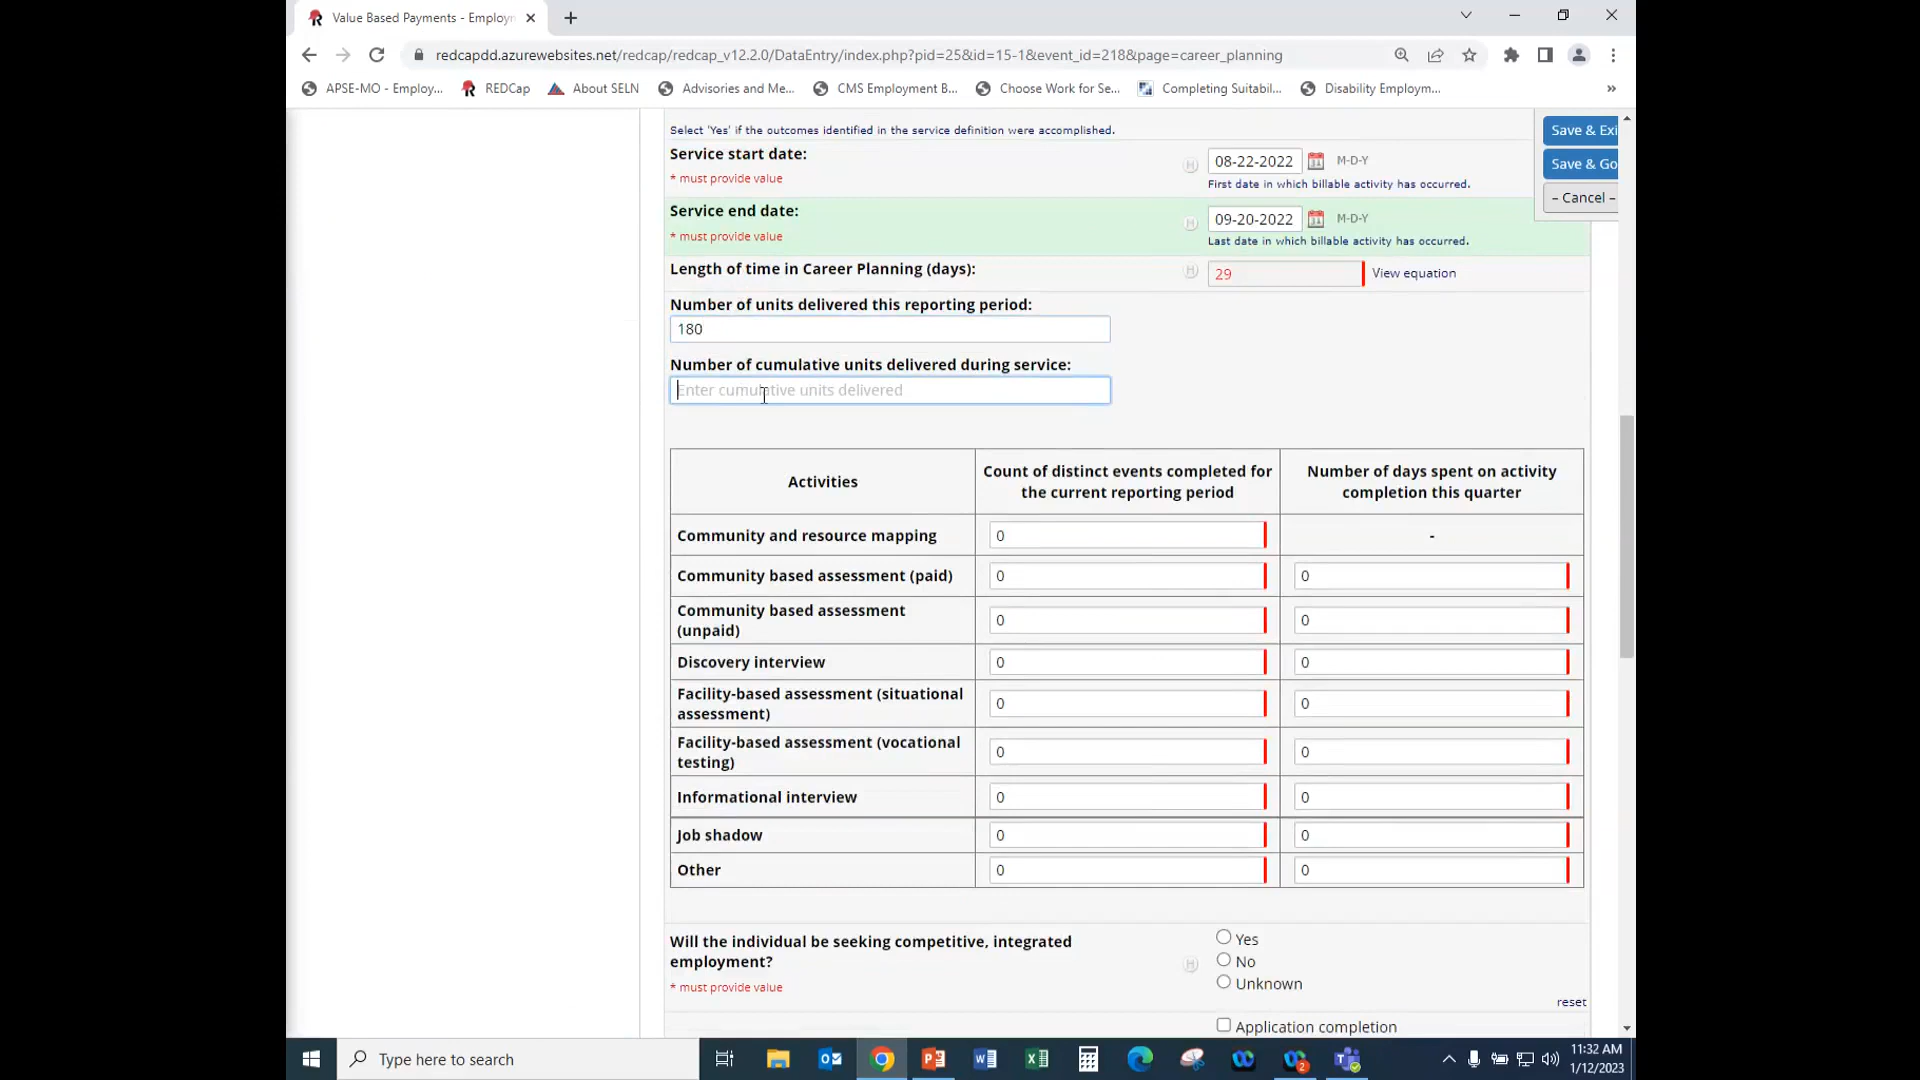 Value Based Payments - Employm
redcapdd.azurewebsites.net/redcap/redcap_v12.2.0/DataEntry/index.php?pid=25&id=15-1&event_id=218&page=career_planning
APSE-MO - Employ... REDCap About SELN Advisories and Me... CMS Employment B... Choose Work for Se... Completing Suitabil... Disability Employm... »
Select 'Yes' if the outcomes identified in the service definition were accomplished.
Save & Exi
Service start date:
* must provide value
08-22-2022 M-D-Y
First date in which billable activity has occurred.
Save & Go
– Cancel –
Service end date:
* must provide value
09-20-2022 M-D-Y
Last date in which billable activity has occurred.
Length of time in Career Planning (days):
29 View equation
Number of units delivered this reporting period:
180
Number of cumulative units delivered during service:
Enter cumulative units delivered
Activities
Count of distinct events completed for
the current reporting period
Number of days spent on activity
completion this quarter
Community and resource mapping 0 -
Community based assessment (paid) 0 0
Community based assessment
(unpaid) 0 0
Discovery interview 0 0
Facility-based assessment (situational
assessment) 0 0
Facility-based assessment (vocational
testing) 0 0
Informational interview 0 0
Job shadow 0 0
Other 0 0
Will the individual be seeking competitive, integrated
employment?
* must provide value
Yes
No
Unknown
reset
Application completion
Type here to search
11:32 AM
1/12/2023